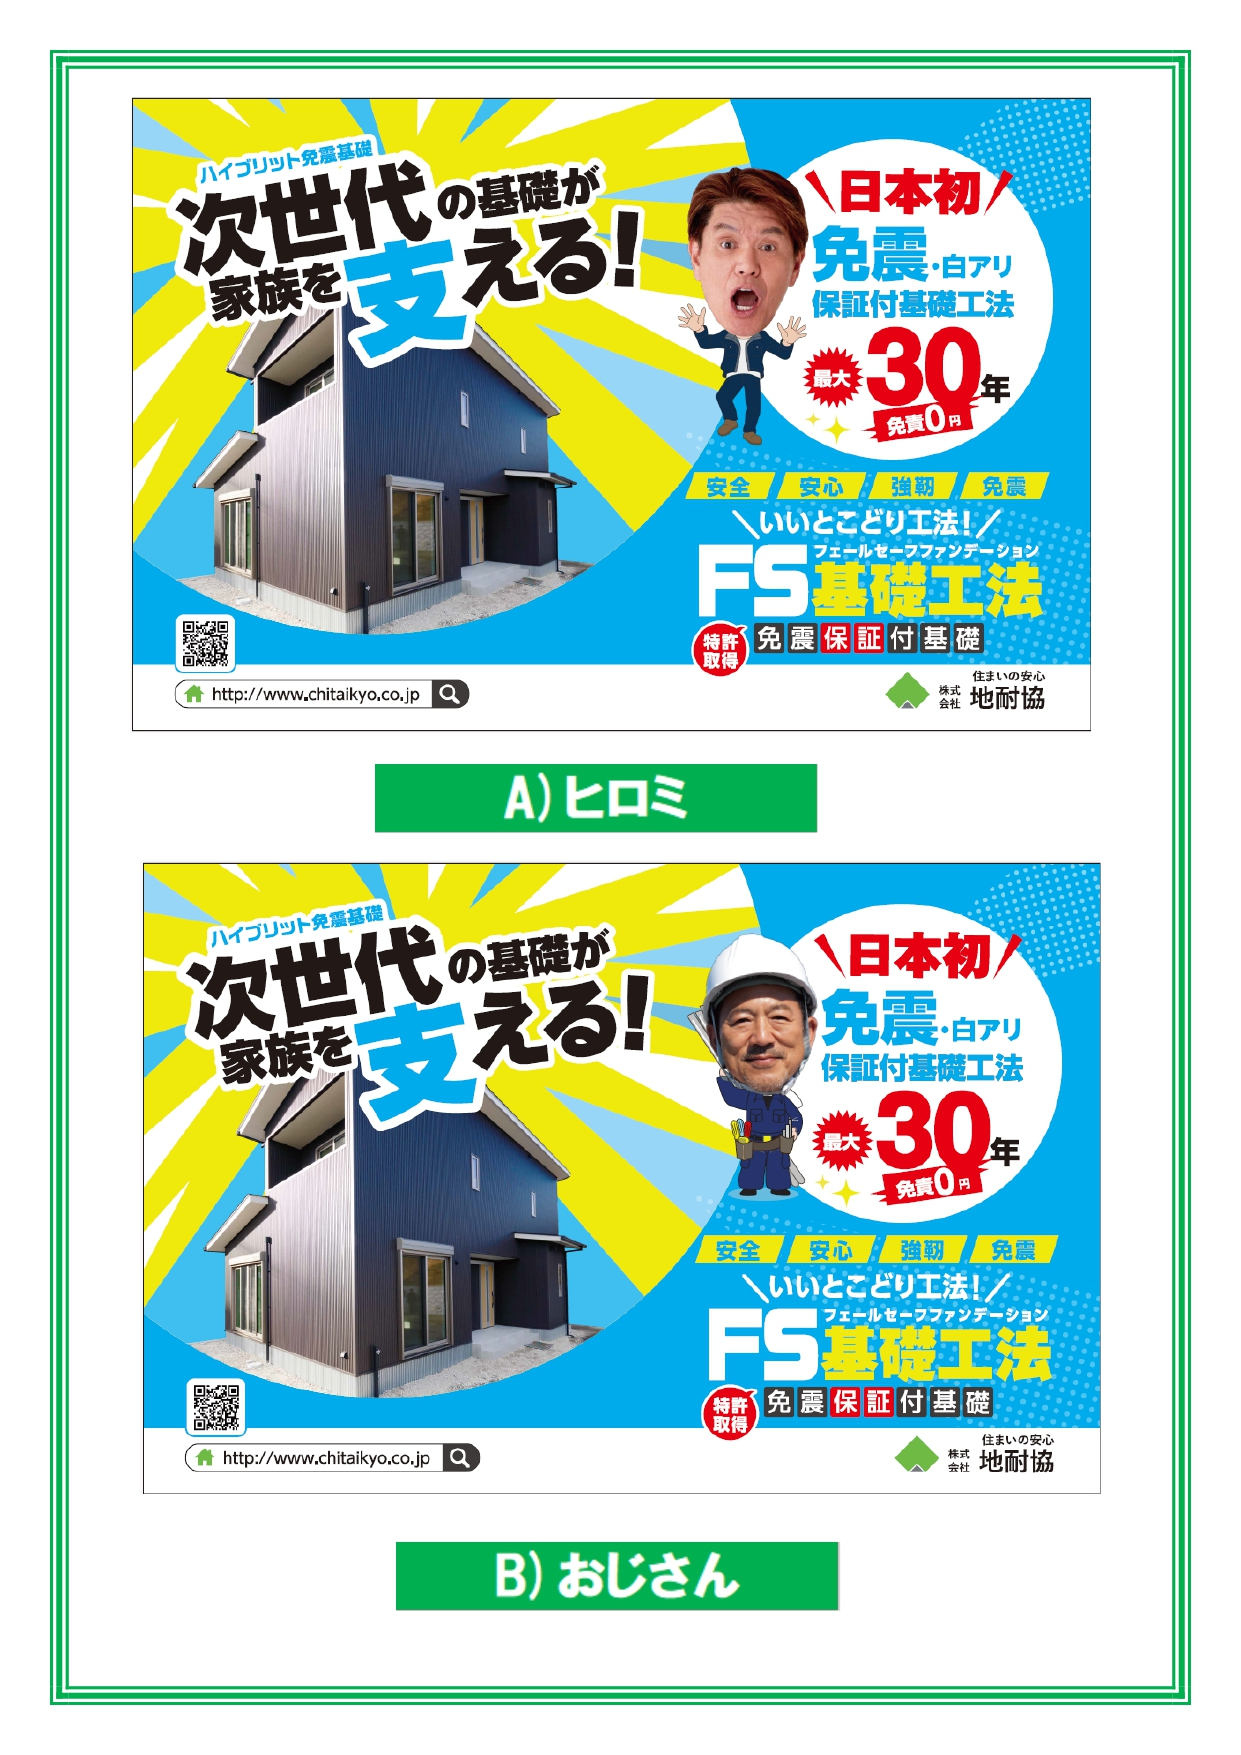 ハイブリット免震基礎
次世代の基礎が
家族を支える!
日本初
免震・白アリ
保証付基礎工法
最大30年
免責0円
安全 安心 強靭 免震
いいとこどり工法!
フェールセーフファンデーション
FS基礎工法
特許取得
免震保証付基礎
http://www.chitaikyo.co.jp
住まいの安心
株式会社 地耐協
A)ヒロミ
ハイブリット免震基礎
次世代の基礎が
家族を支える!
日本初
免震・白アリ
保証付基礎工法
最大30年
免責0円
安全 安心 強靭 免震
いいとこどり工法!
フェールセーフファンデーション
FS基礎工法
特許取得
免震保証付基礎
http://www.chitaikyo.co.jp
住まいの安心
株式会社 地耐協
B)おじさん